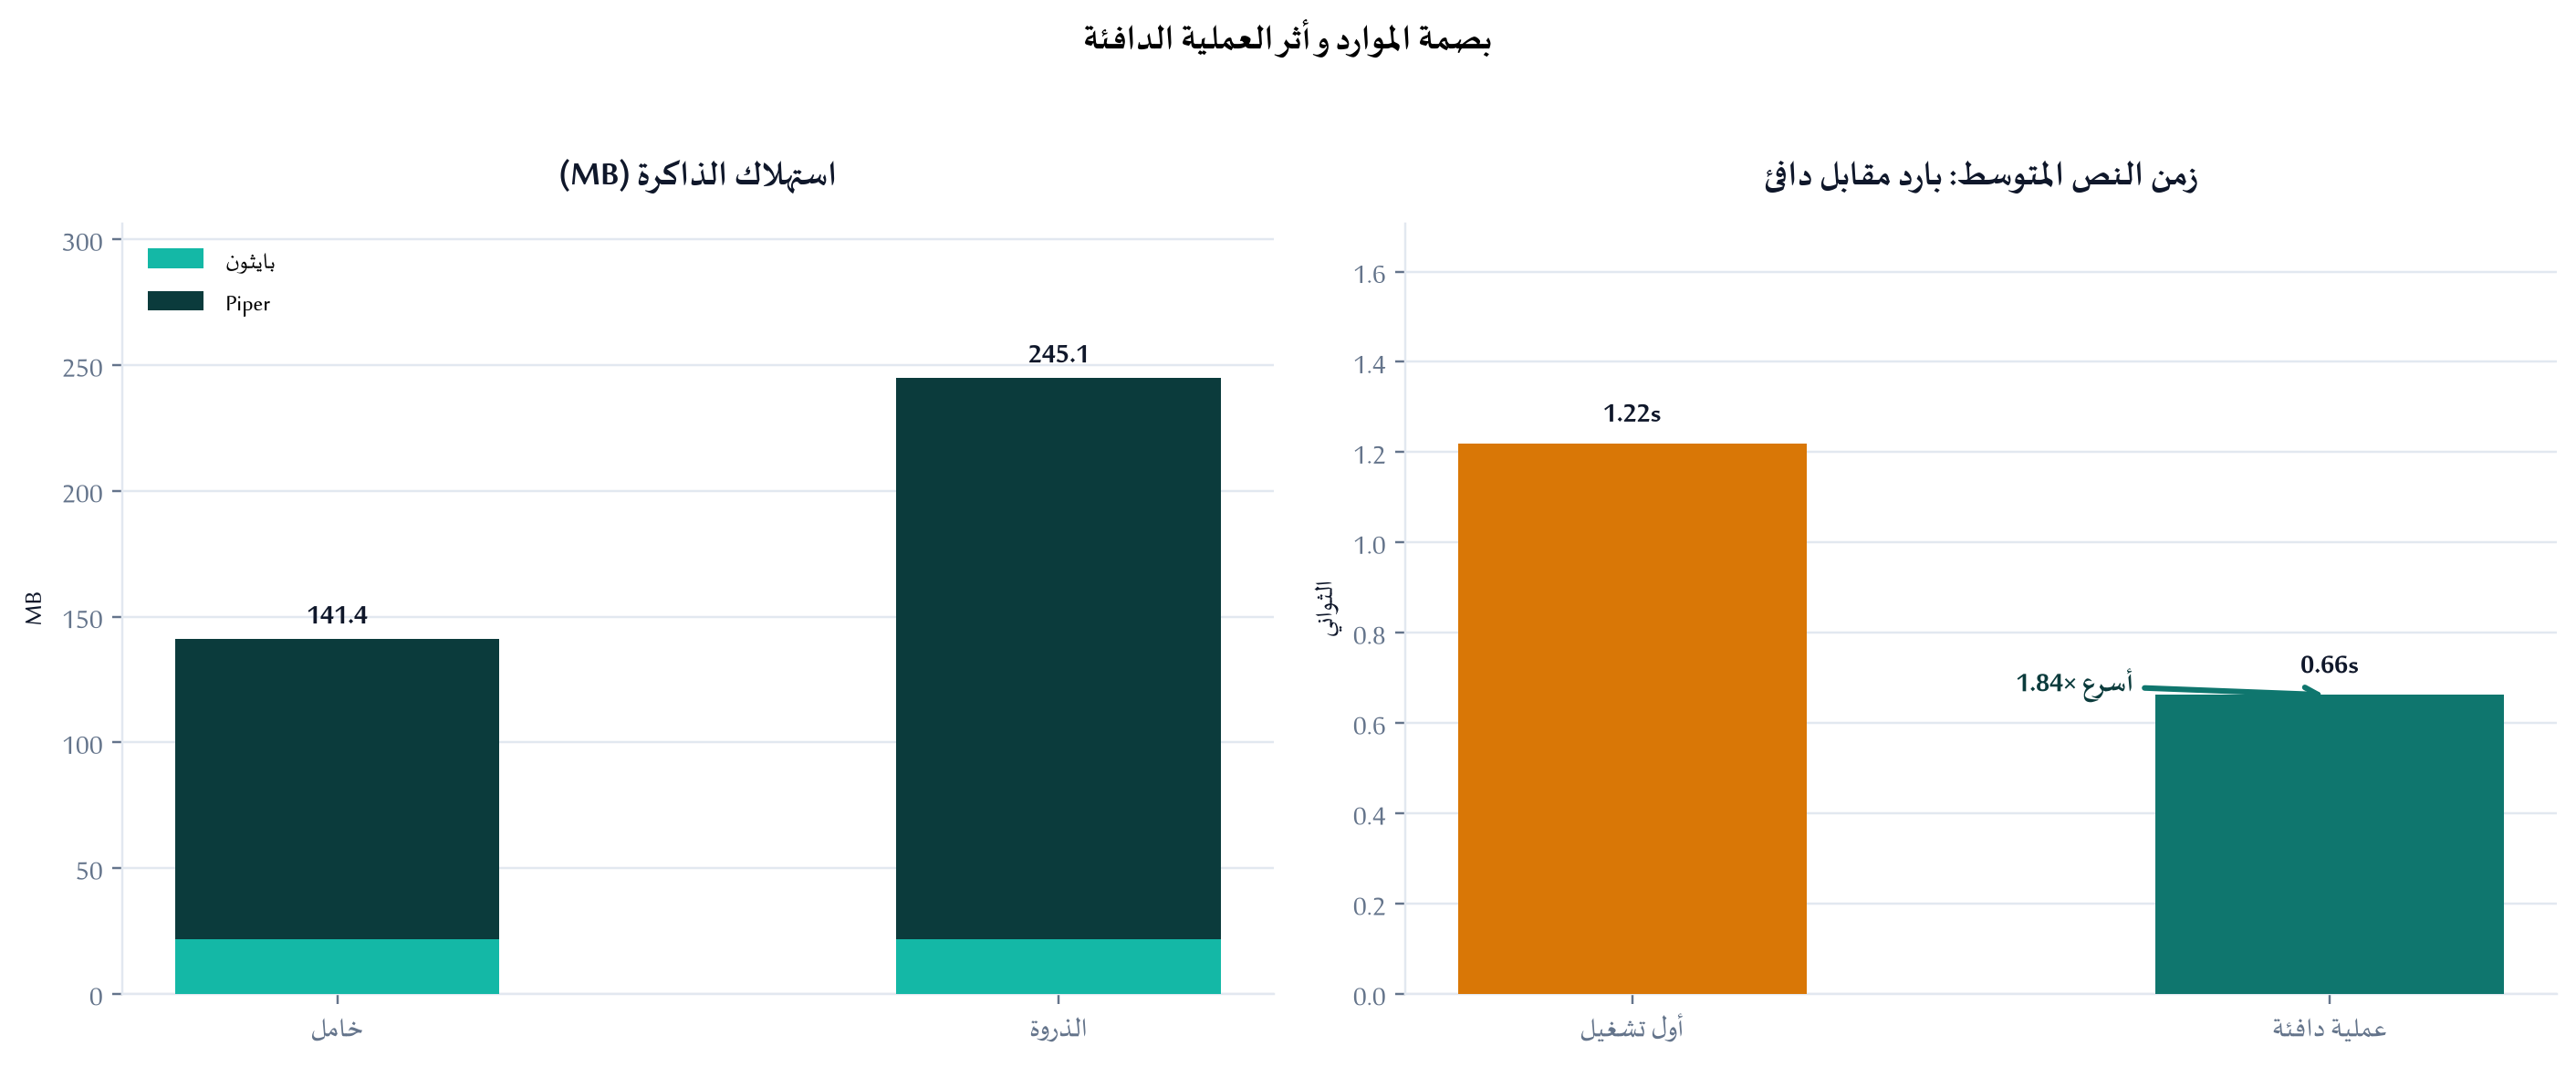 بصمة الموارد وأثر العملية الدافئة
استهلاك الذاكرة (MB)
MB
300
250
200
150
100
50
0
بايثون
Piper
141.4
245.1
خامل
الذروة
زمن النص المتوسط: بارد مقابل دافئ
الثواني
1.6
1.4
1.2
1.0
0.8
0.6
0.4
0.2
0.0
1.22s
0.66s
1.84× أسرع
أول تشغيل
عملية دافئة